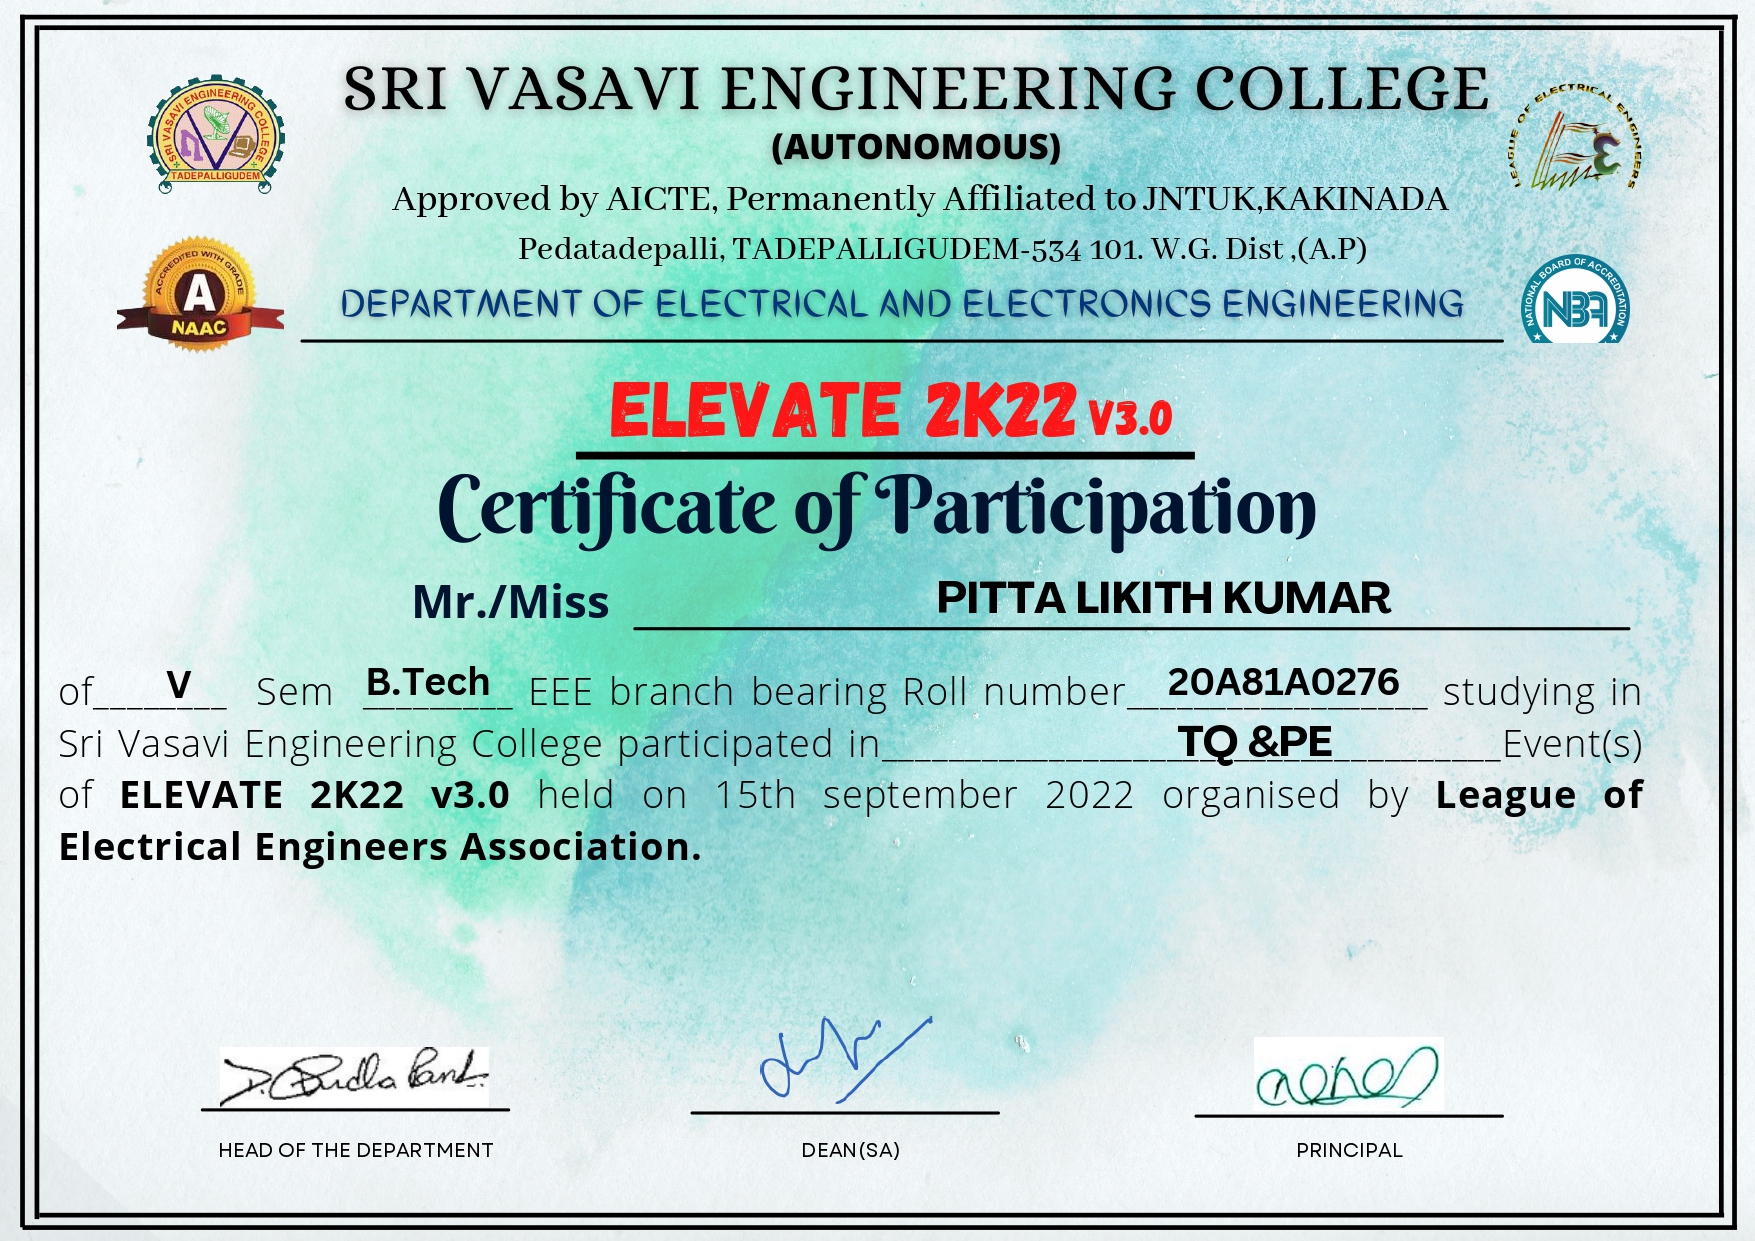 SRI VASAVI ENGINEERING COLLEGE
(AUTONOMOUS)
Approved by AICTE, Permanently Affiliated to JNTUK,KAKINADA
Pedatadepalli, TADEPALLIGUDEM-534 101. W.G. Dist ,(A.P)
DEPARTMENT OF ELECTRICAL AND ELECTRONICS ENGINEERING
SRI VASAVI ENGINEERING COLLEGE
TADEPALLIGUDEM
LEAGUE OF ELECTRICAL ENGINEERS
ACCREDITED WITH GRADE
A
NAAC
NATIONAL BOARD OF ACCREDITATION
NBA
ELEVATE 2K22 V3.0
Certificate of Participation
Mr./Miss PITTA LIKITH KUMAR
of V Sem B.Tech EEE branch bearing Roll number 20A81A0276 studying in
Sri Vasavi Engineering College participated in TQ &PE Event(s)
of ELEVATE 2K22 v3.0 held on 15th september 2022 organised by League of
Electrical Engineers Association.
HEAD OF THE DEPARTMENT
DEAN(SA)
PRINCIPAL